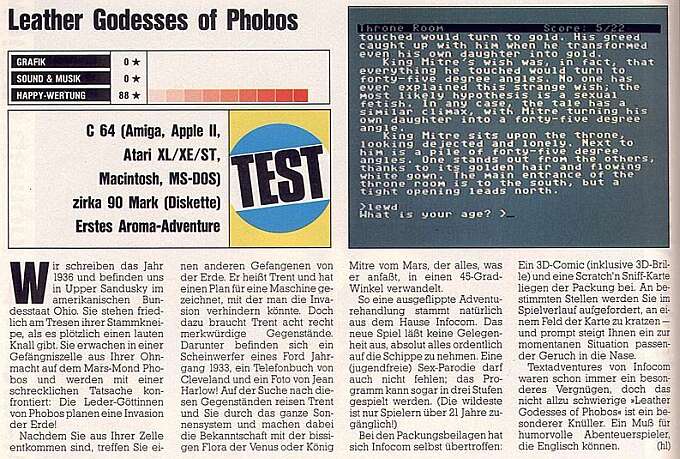 Leather Godesses of Phobos
GRAFIK 0 ★
SOUND & MUSIK 0 ★
HAPPY-WERTUNG 88 ★
C 64 (Amiga, Apple II,
Atari XL/XE/ST,
Macintosh, MS-DOS)
zirka 90 Mark (Diskette)
Erstes Aroma-Adventure
TEST
Throne Room Score: 5/22
touched would turn to gold. His greed
caught up with him when he transformed
even his own daughter into gold.
King Mitre's wish was, in fact, that
everything he touched would turn to
forty-five degree angles. No one has
ever explained this strange wish; the
most likely hypothesis is a sexual
fetish. In any case, the tale has a
similar climax, with Mitre turning his
own daughter into a forty-five degree
angle.
King Mitre sits upon the throne,
looking dejected and lonely. Next to
him is a pile of forty-five degree
angles. One stands out from the others,
thanks to its golden hair and flowing
white gown. The main entrance of the
throne room is to the south, but a
tight opening leads north.
>lewd
What is your age? >_
Wir schreiben das Jahr
1936 und befinden uns
in Upper Sandusky im
amerikanischen Bun-
desstaat Ohio. Sie stehen fried-
lich am Tresen ihrer Stammknei-
pe, als es plötzlich einen lauten
Knall gibt. Sie erwachen in einer
Gefängniszelle aus Ihrer Ohn-
macht auf dem Mars-Mond Pho-
bos und werden mit einer
schrecklichen Tatsache kon-
frontiert: Die Leder-Göttinnen
von Phobos planen eine Invasion
der Erde!
Nachdem Sie aus Ihrer Zelle
entkommen sind, treffen Sie ei-
nen anderen Gefangenen von
der Erde. Er heißt Trent und hat
einen Plan für eine Maschine ge-
zeichnet, mit der man die Inva-
sion verhindern könnte. Doch
dazu braucht Trent acht recht
merkwürdige Gegenstände.
Darunter befinden sich ein
Scheinwerfer eines Ford Jahr-
gang 1933, ein Telefonbuch von
Cleveland und ein Foto von Jean
Harlow! Auf der Suche nach die-
sen Gegenständen reisen Trent
und Sie durch das ganze Son-
nensystem und machen dabei
die Bekanntschaft mit der bissi-
gen Flora der Venus oder König
Mitre vom Mars, der alles, was
er anfaßt, in einen 45-Grad-
Winkel verwandelt.
So eine ausgeflippte Adventu-
rehandlung stammt natürlich
aus dem Hause Infocom. Das
neue Spiel läßt keine Gelegen-
heit aus, absolut alles ordentlich
auf die Schippe zu nehmen. Eine
(jugendfreie) Sex-Parodie darf
auch nicht fehlen; das Pro-
gramm kann sogar in drei Stufen
gespielt werden. (Die wildeste
ist nur Spielern über 21 Jahre zu-
gänglich!)
Bei den Packungsbeilagen hat
sich Infocom selbst übertroffen:
Ein 3D-Comic (inklusive 3D-Bril-
le) und eine Scratch'n Sniff-Karte
liegen der Packung bei. An be-
stimmten Stellen werden Sie im
Spielverlauf aufgefordert, an ei-
nem Feld der Karte zu kratzen —
und prompt steigt Ihnen ein zur
momentanen Situation passen-
der Geruch in die Nase.
Textadventures von Infocom
waren schon immer ein beson-
deres Vergnügen, doch das
nicht allzu schwierige »Leather
Godesses of Phobos« ist ein be-
sonderer Knüller. Ein Muß für
humorvolle Abenteuerspieler,
die Englisch können. (hl)